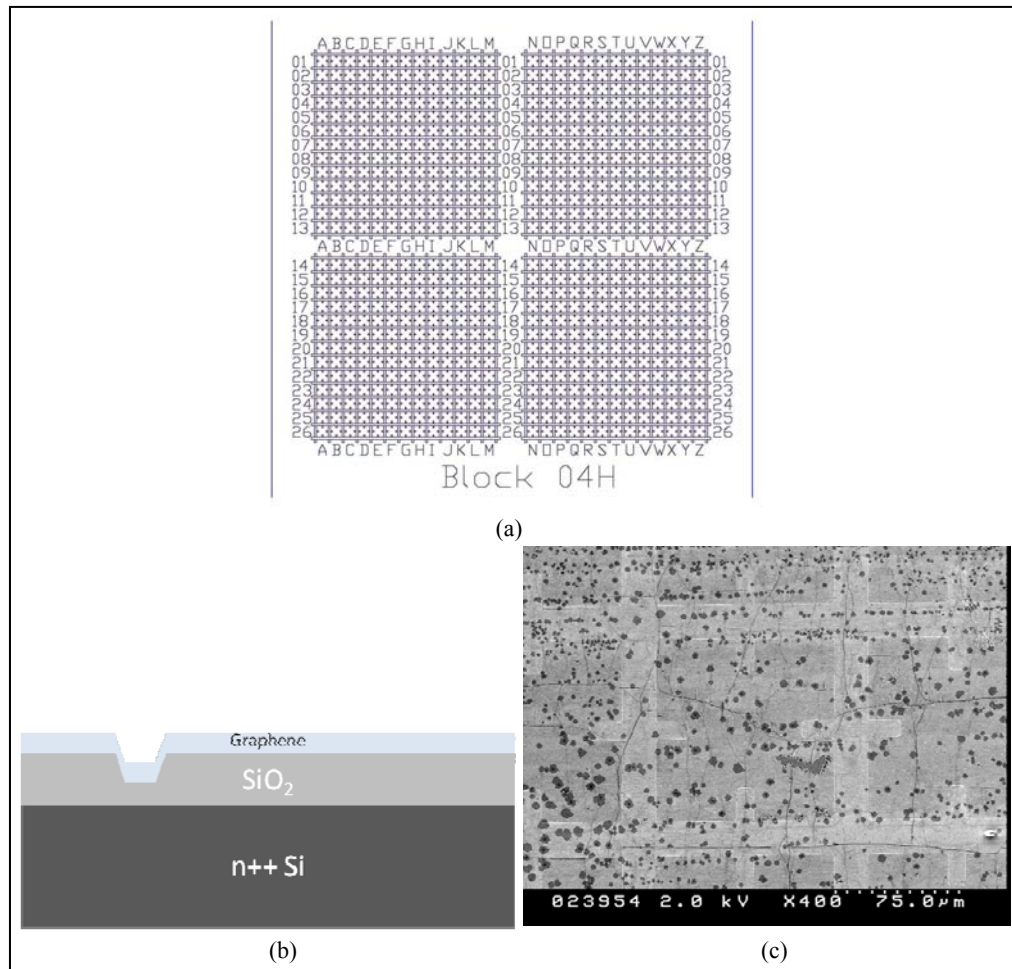 ABCDEFGHIJKLM NOPQRSTUVWXYZ
01 01 01
02 02 02
03 03 03
04 04 04
05 05 05
06 06 06
07 07 07
08 08 08
09 09 09
10 10 10
11 11 11
12 12 12
13 13 13
ABCDEFGHIJKLM NOPQRSTUVWXYZ
14 14 14
15 15 15
16 16 16
17 17 17
18 18 18
19 19 19
20 20 20
21 21 21
22 22 22
23 23 23
24 24 24
25 25 25
26 26 26
ABCDEFGHIJKLM NOPQRSTUVWXYZ
Block 04H
(a)
Graphene
SiO₂
n++ Si
023954 2.0 kV X400 75.0µm
(b) (c)